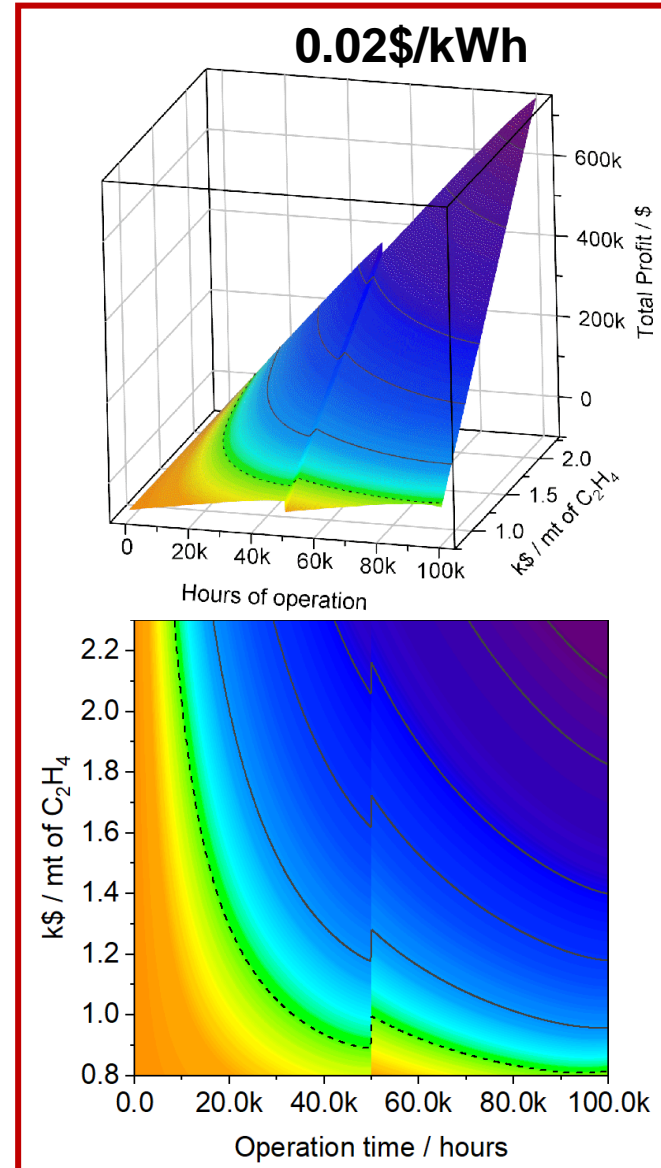 0.02$/kWh
600k
400k
200k
0
Total Profit / $
2.0
1.5
1.0
k$ / mt of C₂H₄
0
20k
40k
60k
80k
100k
Hours of operation
2.2
2.0
1.8
1.6
1.4
1.2
1.0
0.8
k$ / mt of C₂H₄
0.0 20.0k 40.0k 60.0k 80.0k 100.0k
Operation time / hours